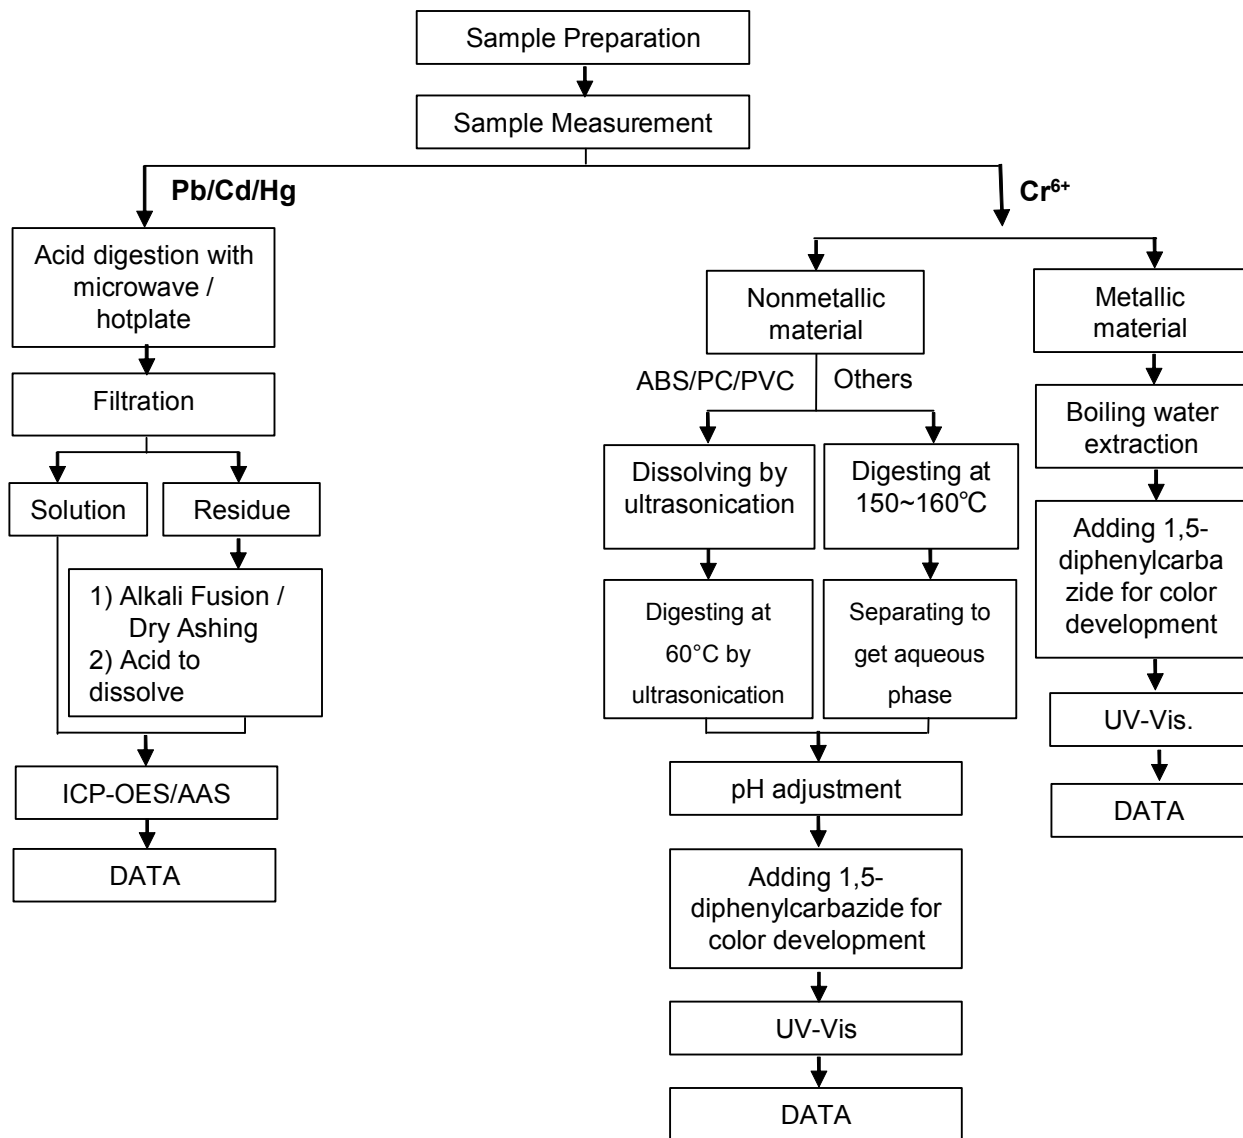 Sample Preparation
Sample Measurement
Pb/Cd/Hg
Cr⁶⁺
Acid digestion with
microwave /
hotplate
Filtration
Solution
Residue
1) Alkali Fusion /
Dry Ashing
2) Acid to
dissolve
ICP-OES/AAS
DATA
Nonmetallic
material
ABS/PC/PVC
Others
Dissolving by
ultrasonication
Digesting at
150~160℃
Digesting at
60°C by
ultrasonication
Separating to
get aqueous
phase
pH adjustment
Adding 1,5-
diphenylcarbazide for
color development
UV-Vis
DATA
Metallic
material
Boiling water
extraction
Adding 1,5-
diphenylcarba
zide for color
development
UV-Vis.
DATA